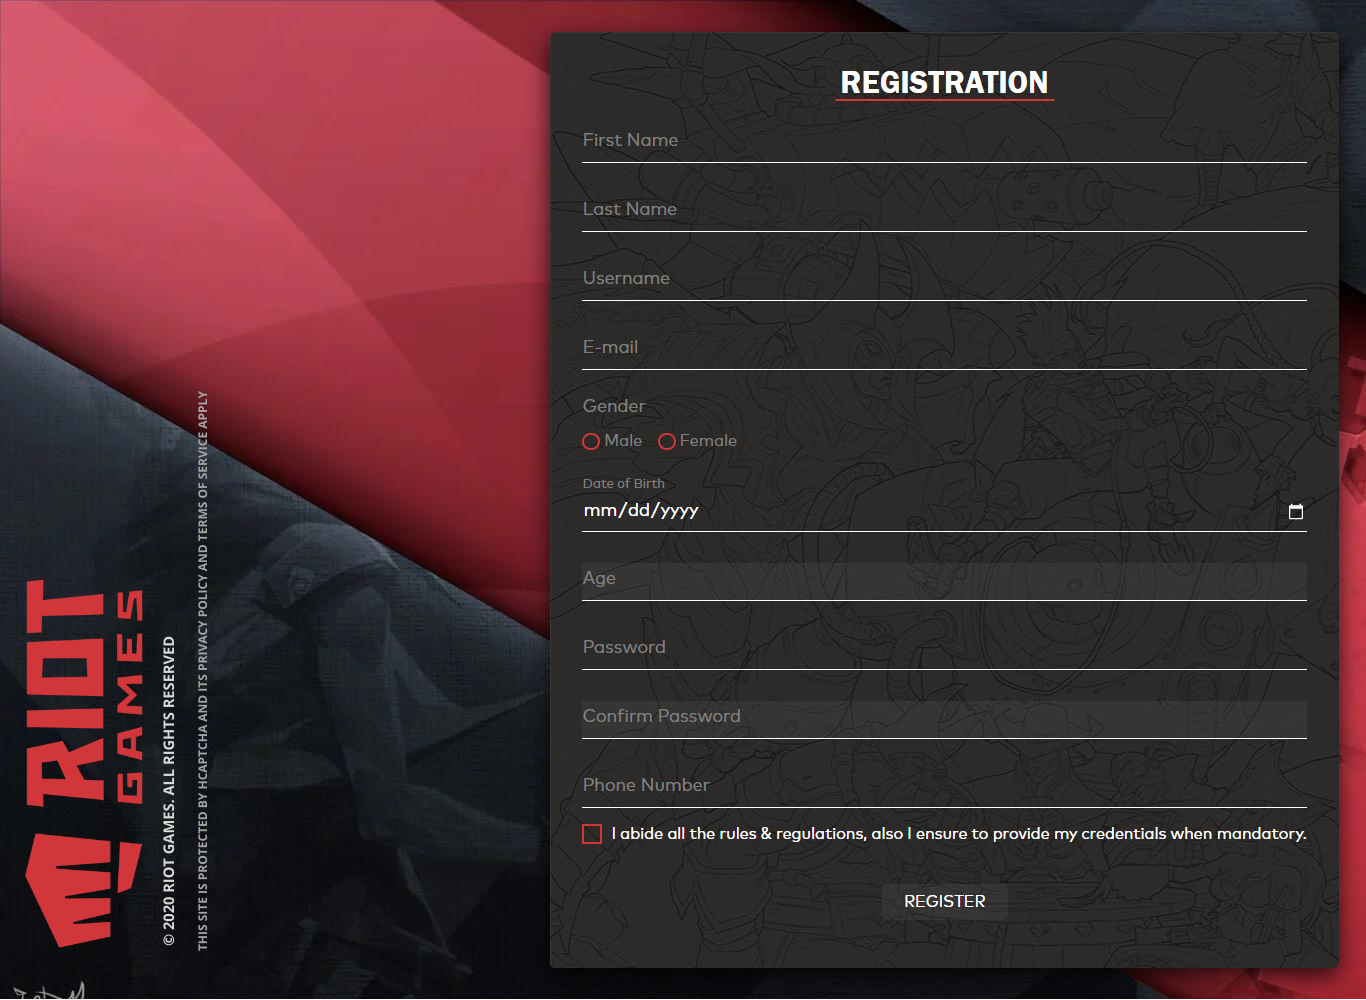 REGISTRATION
First Name
Last Name
Username
E-mail
Gender
Male Female
Date of Birth
mm/dd/yyyy
Age
Password
Confirm Password
Phone Number
I abide all the rules & regulations, also I ensure to provide my credentials when mandatory.
REGISTER
RIOT
GAMES
© 2020 RIOT GAMES. ALL RIGHTS RESERVED
THIS SITE IS PROTECTED BY HCAPTCHA AND ITS PRIVACY POLICY AND TERMS OF SERVICE APPLY